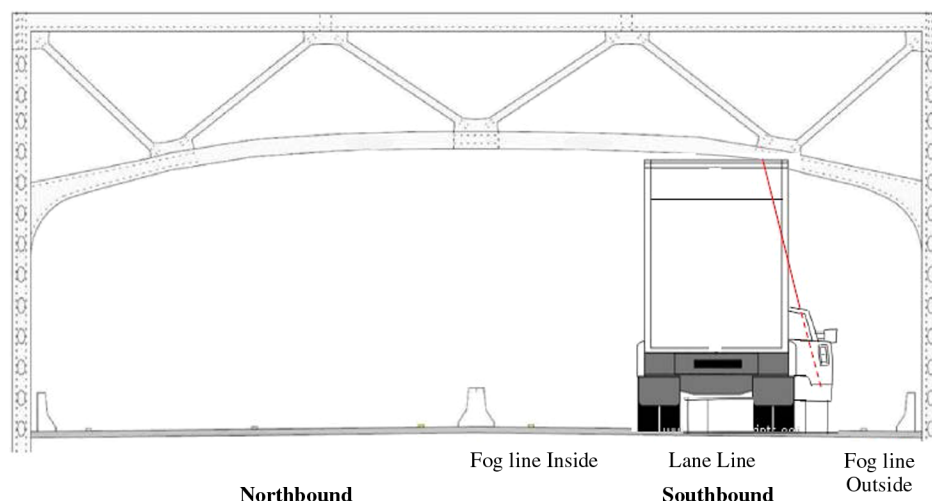 Fog line Inside
Lane Line
Fog line
Outside
Northbound
Southbound